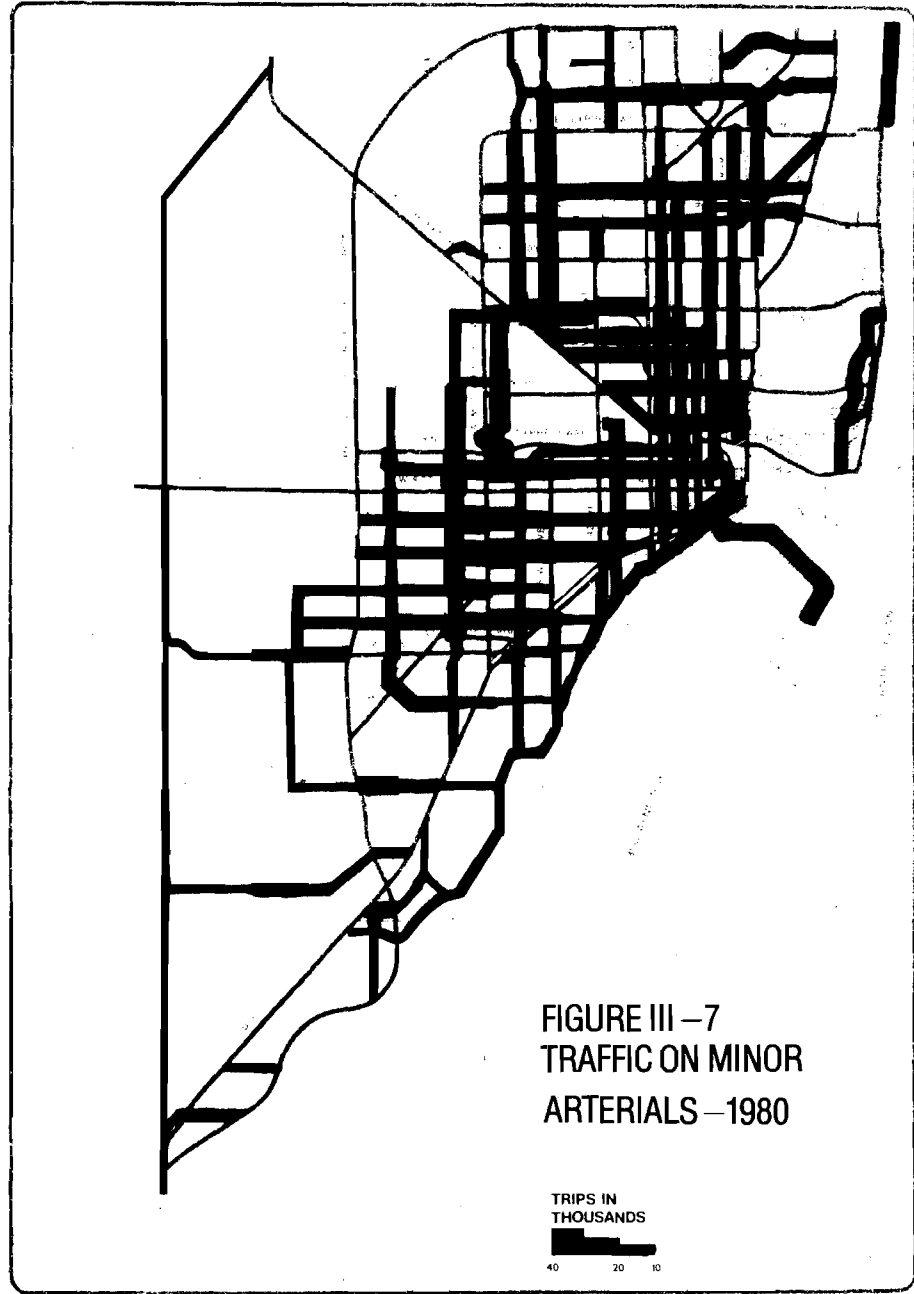 FIGURE III – 7
TRAFFIC ON MINOR
ARTERIALS – 1980
TRIPS IN
THOUSANDS
40 20 10